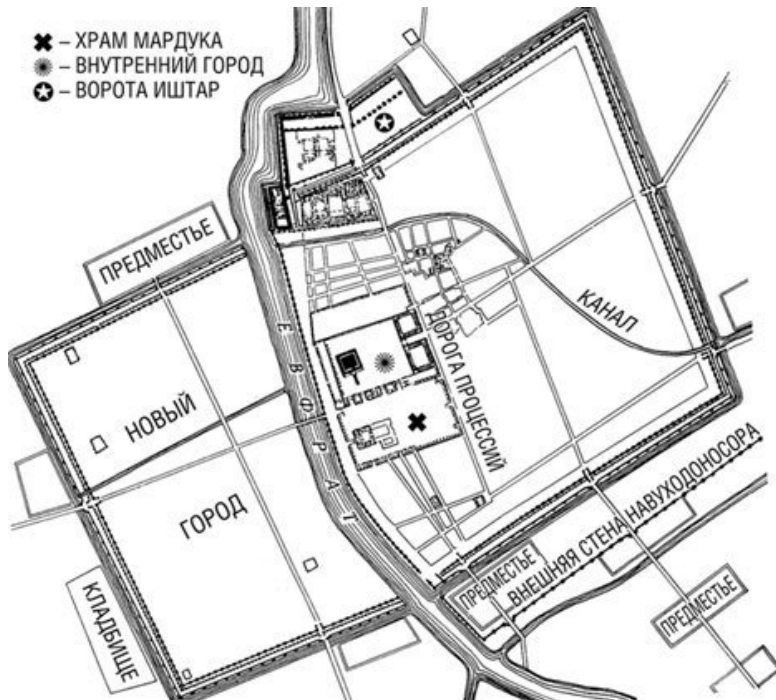 – ХРАМ МАРДУКА
– ВНУТРЕННИЙ ГОРОД
– ВОРОТА ИШТАР
ПРЕДМЕСТЬЕ
КАНАЛ
ЕВФРАТ
ДОРОГА ПРОЦЕССИЙ
НОВЫЙ
ГОРОД
КЛАДБИЩЕ
ПРЕДМЕСТЬЕ
ВНЕШНЯЯ СТЕНА НАВУХОДОНОСОРА
ПРЕДМЕСТЬЕ